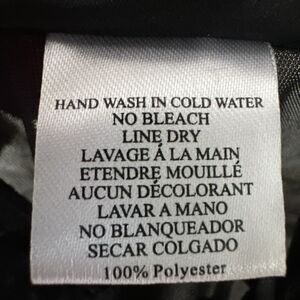 HAND WASH IN COLD WATER
NO BLEACH
LINE DRY
LAVAGE Á LA MAIN
ETENDRE MOUILLÉ
AUCUN DÉCOLORANT
LAVAR A MANO
NO BLANQUEADOR
SECAR COLGADO
100% Polyester